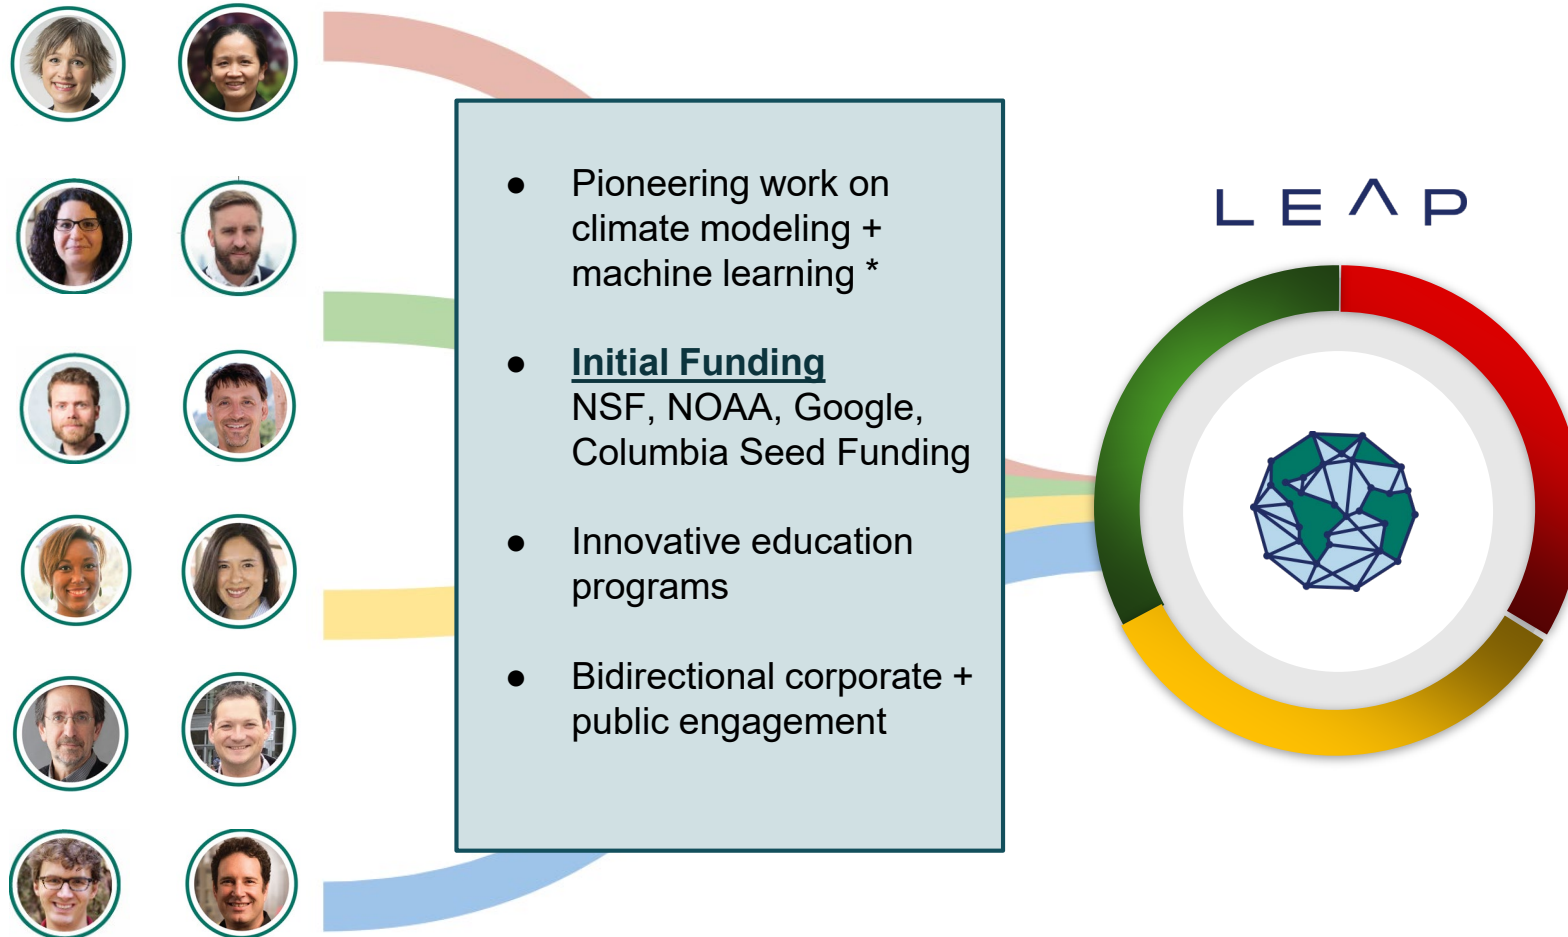 ● Pioneering work on
climate modeling +
machine learning *
● Initial Funding
NSF, NOAA, Google,
Columbia Seed Funding
● Innovative education
programs
● Bidirectional corporate +
public engagement
LEAP